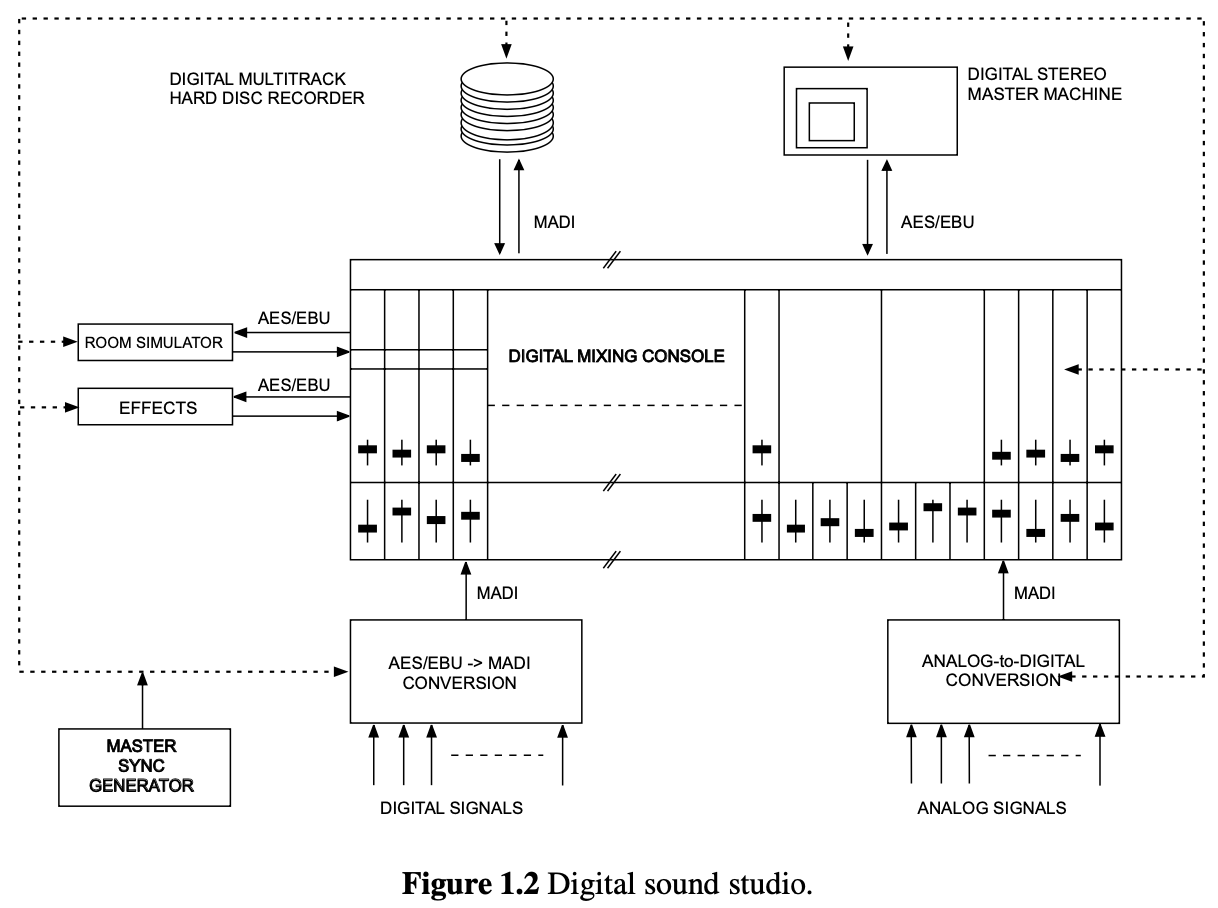 DIGITAL MULTITRACK
HARD DISC RECORDER
DIGITAL STEREO
MASTER MACHINE
MADI
AES/EBU
AES/EBU
ROOM SIMULATOR
DIGITAL MIXING CONSOLE
AES/EBU
EFFECTS
MADI
MADI
AES/EBU -> MADI
CONVERSION
ANALOG-to-DIGITAL
CONVERSION
MASTER
SYNC
GENERATOR
DIGITAL SIGNALS
ANALOG SIGNALS
Figure 1.2 Digital sound studio.